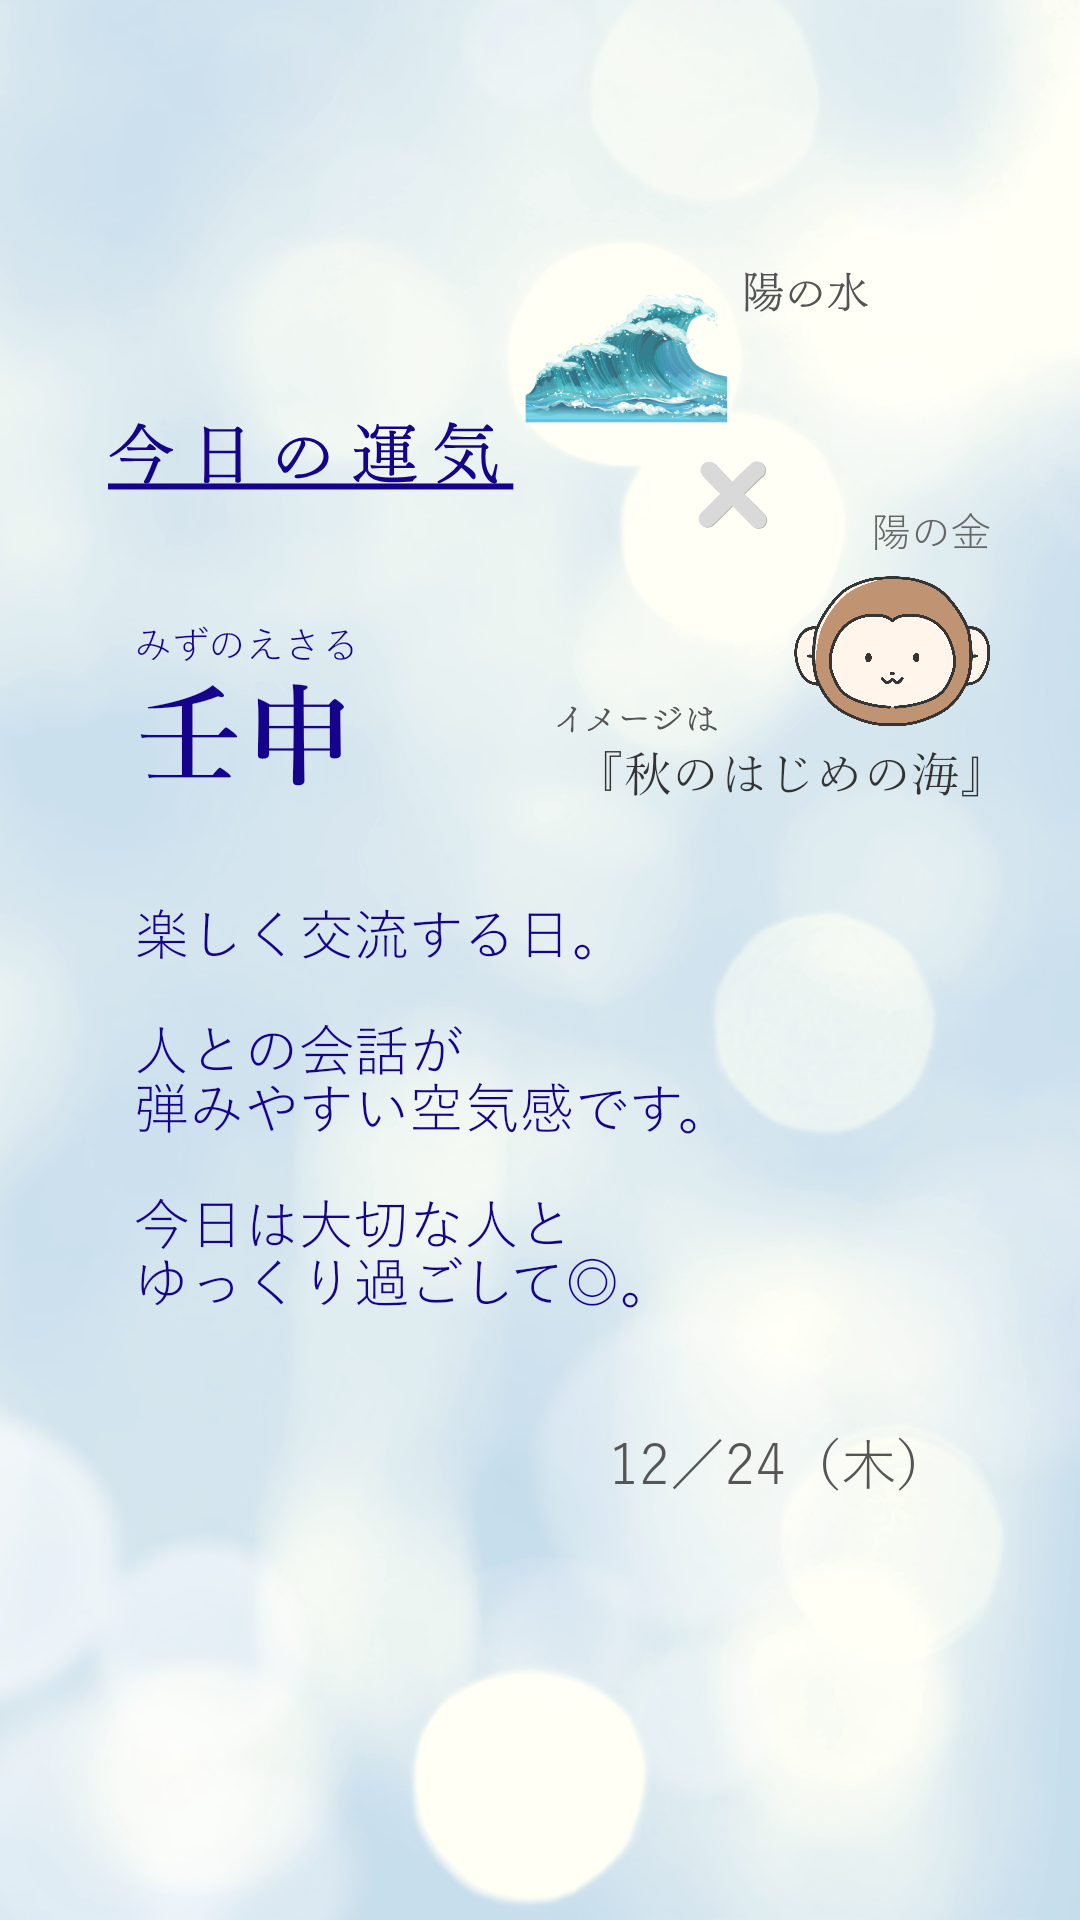 陽の水
今日の運気
陽の金
みずのえさる
壬申
イメージは
『秋のはじめの海』
楽しく交流する日。
人との会話が
弾みやすい空気感です。
今日は大切な人と
ゆっくり過ごして◎。
12／24（木）